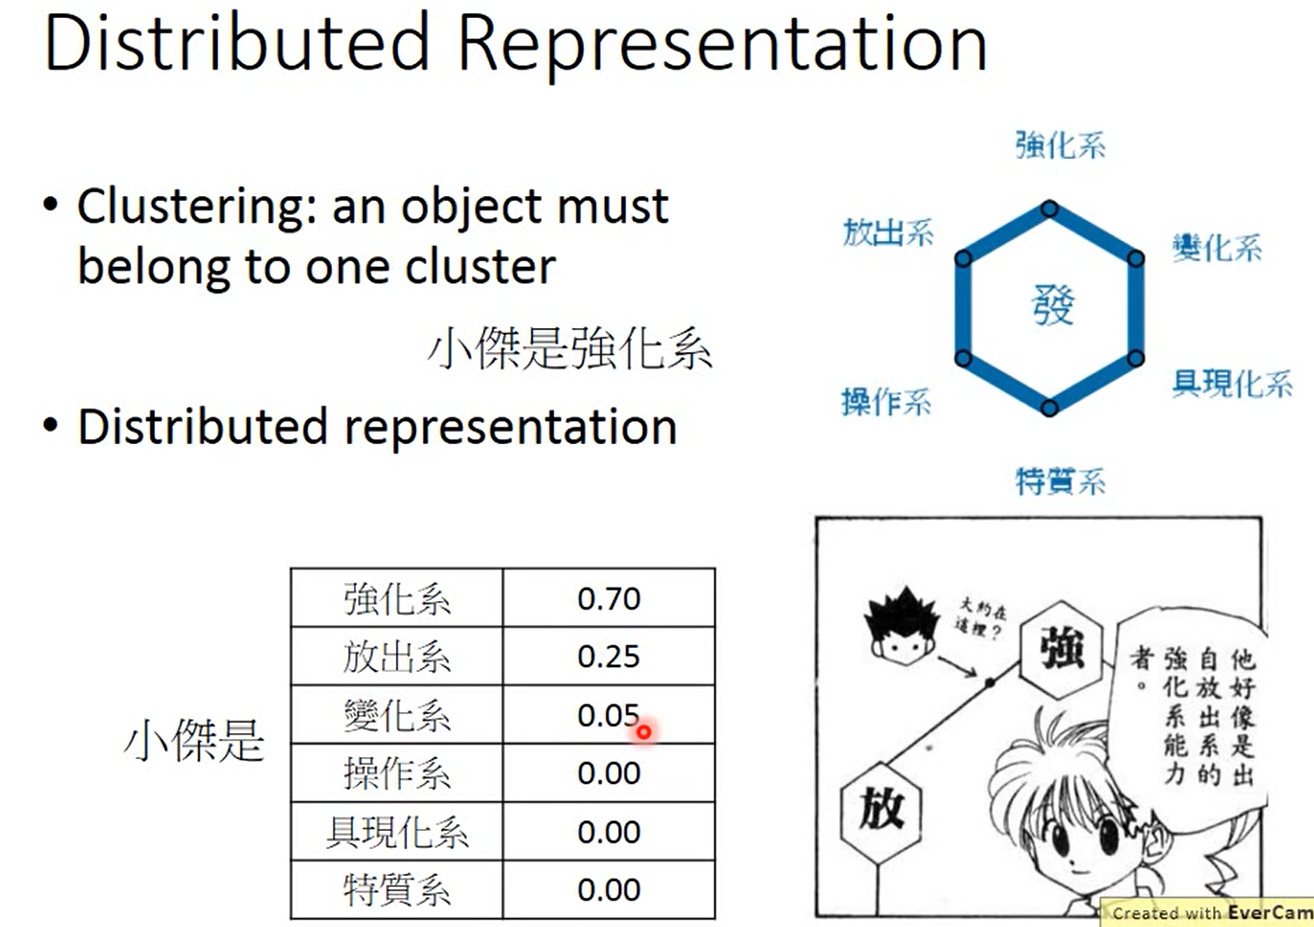 Distributed Representation
• Clustering: an object must
belong to one cluster
小傑是強化系
• Distributed representation
小傑是
強化系 0.70
放出系 0.25
變化系 0.05
操作系 0.00
具現化系 0.00
特質系 0.00
強化系
放出系
變化系
發
操作系
具現化系
特質系
大約在
這裡？
強
放
他好像是出
自放出系的
強化系能力
者。
Created with EverCam